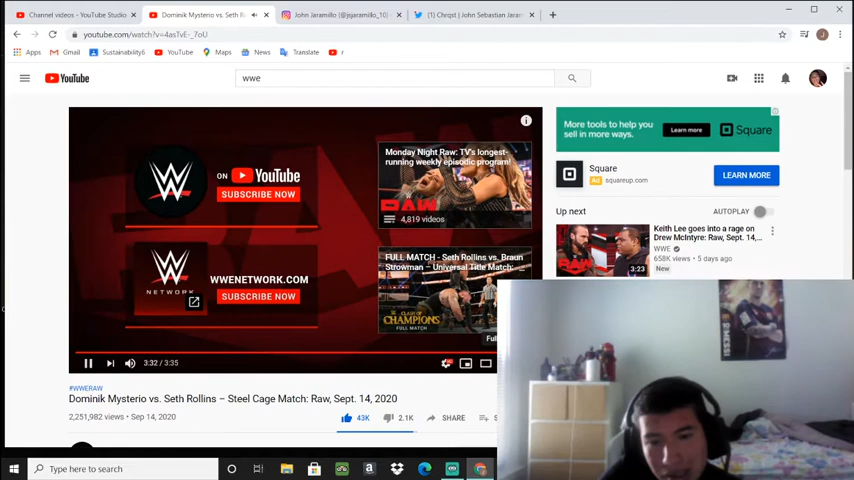 Channel videos - YouTube Studio
Dominik Mysterio vs. Seth R
John Jaramillo (@jsjaramillo_10)
(1) Chrqst | John Sebastian Jaram
youtube.com/watch?v=4asTvE-_7oU
Apps
Gmail
Sustainability6
YouTube
Maps
News
Translate
r
YouTube
wwe
W
ON YouTube
SUBSCRIBE NOW
Monday Night Raw: TV's longest-
running weekly episodic program!
RAW
4,819 videos
NETWORK
WWENETWORK.COM
SUBSCRIBE NOW
FULL MATCH - Seth Rollins vs. Braun
Strowman – Universal Title Match: ...
CLASH OF
CHAMPIONS
FULL MATCH
Ful
3:32 / 3:35
#WWERAW
Dominik Mysterio vs. Seth Rollins – Steel Cage Match: Raw, Sept. 14, 2020
2,251,982 views • Sep 14, 2020
43K
2.1K
SHARE
S
More tools to help you
sell in more ways.
Learn more
Square
Square
Ad
squareup.com
LEARN MORE
Up next
AUTOPLAY
Keith Lee goes into a rage on
Drew McIntyre: Raw, Sept. 14,...
WWE
658K views • 5 days ago
New
3:23
MESSI
Type here to search